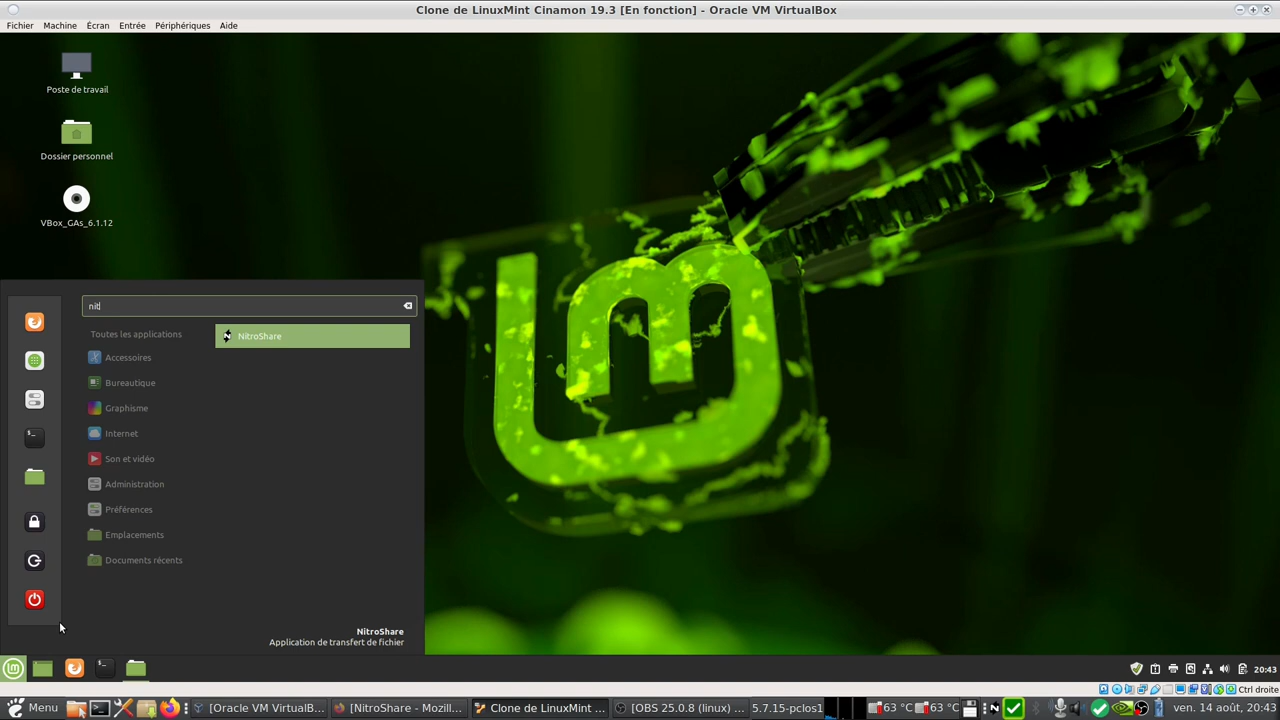 Clone de LinuxMint Cinamon 19.3 [En fonction] - Oracle VM VirtualBox
Fichier Machine Écran Entrée Périphériques Aide
Poste de travail
Dossier personnel
VBox_GAs_6.1.12
nit
Toutes les applications
NitroShare
Accessoires
Bureautique
Graphisme
Internet
Son et vidéo
Administration
Préférences
Emplacements
Documents récents
NitroShare
Application de transfert de fichier
20:43
Ctrl droite
Menu [Oracle VM VirtualB... [NitroShare - Mozill... Clone de LinuxMint ... [OBS 25.0.8 (linux) ... 5.7.15-pclos1 63 °C 63 °C ven. 14 août, 20:43